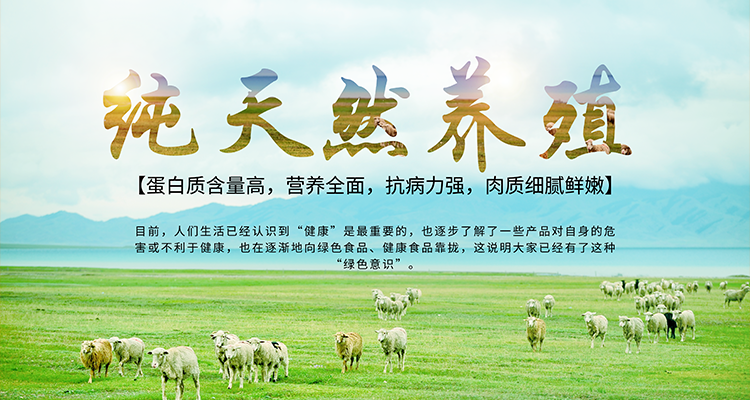 纯天然养殖
【蛋白质含量高，营养全面，抗病力强，肉质细腻鲜嫩】
目前，人们生活已经认识到“健康”是最重要的，也逐步了解了一些产品对自身的危
害或不利于健康，也在逐渐地向绿色食品、健康食品靠拢，这说明大家已经有了这种
“绿色意识”。